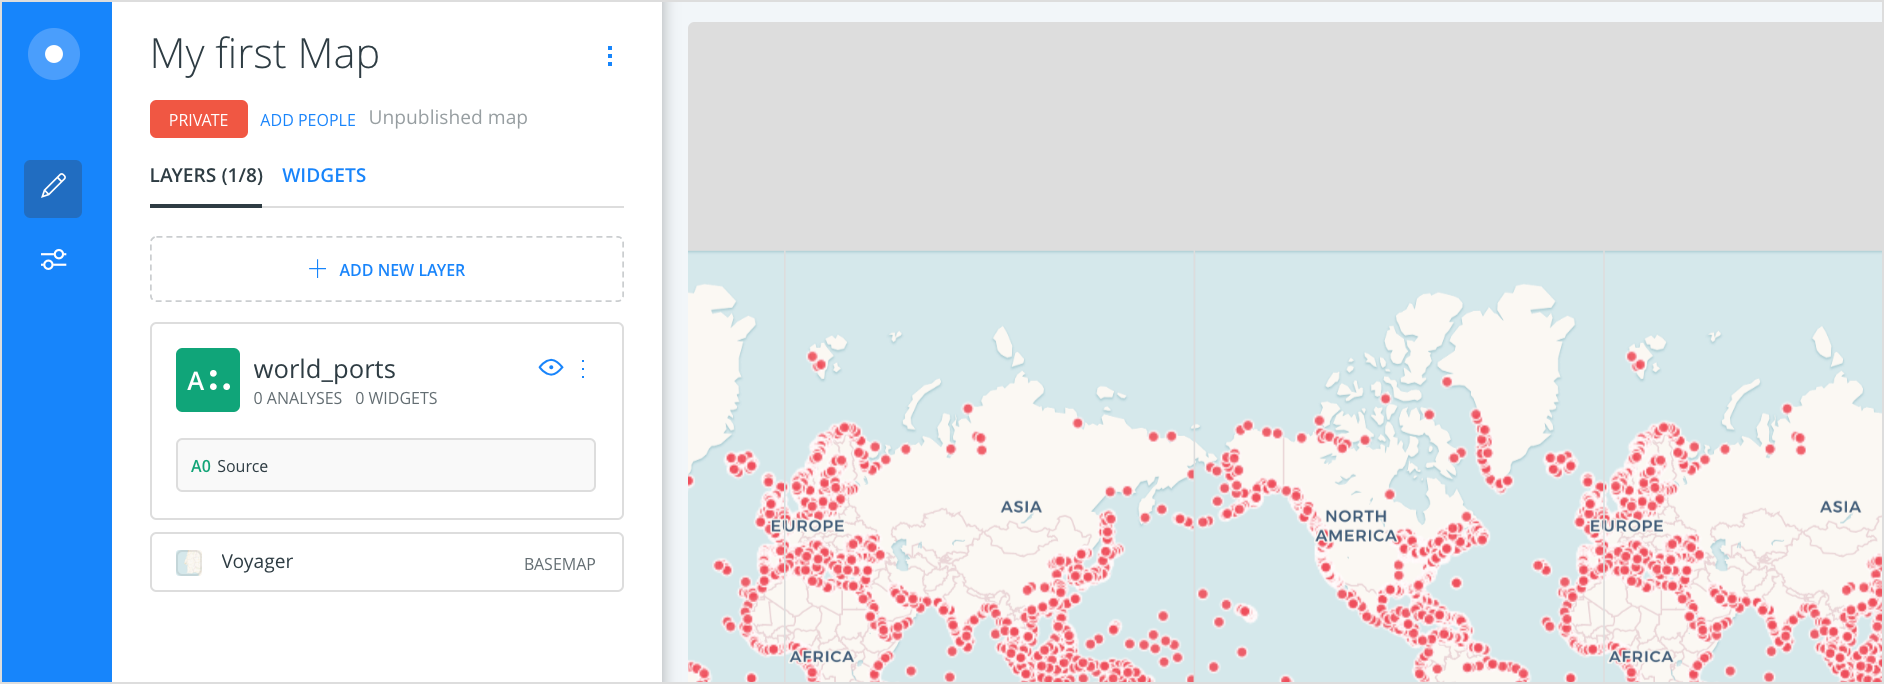 My first Map
PRIVATE ADD PEOPLE Unpublished map
LAYERS (1/8) WIDGETS
ADD NEW LAYER
A
world_ports
0 ANALYSES 0 WIDGETS
A0 Source
Voyager BASEMAP
ASIA
EUROPE
NORTH
AMERICA
AFRICA
ASIA
EUROPE
AFRICA